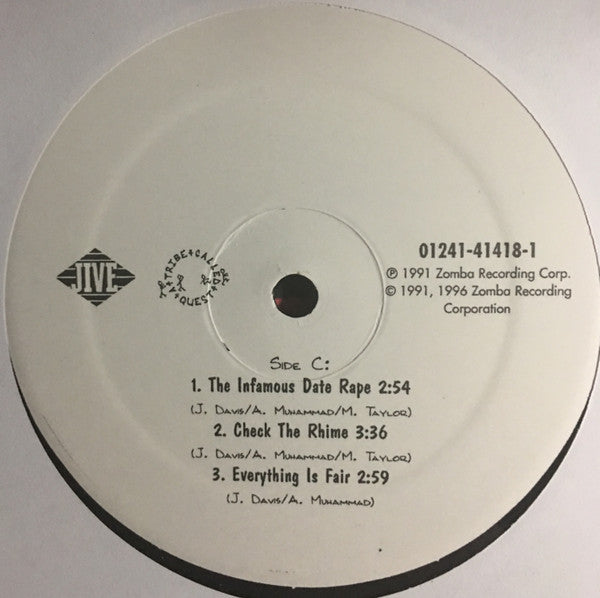 JIVE
A TRIBE CALLED QUEST
01241-41418-1
℗ 1991 Zomba Recording Corp.
© 1991, 1996 Zomba Recording
Corporation
SIDE C:
1. The Infamous Date Rape 2:54
(J. DAVIS/A. MUHAMMAD/M. TAYLOR)
2. Check The Rhime 3:36
(J. DAVIS/A. MUHAMMAD/M. TAYLOR)
3. Everything Is Fair 2:59
(J. DAVIS/A. MUHAMMAD)